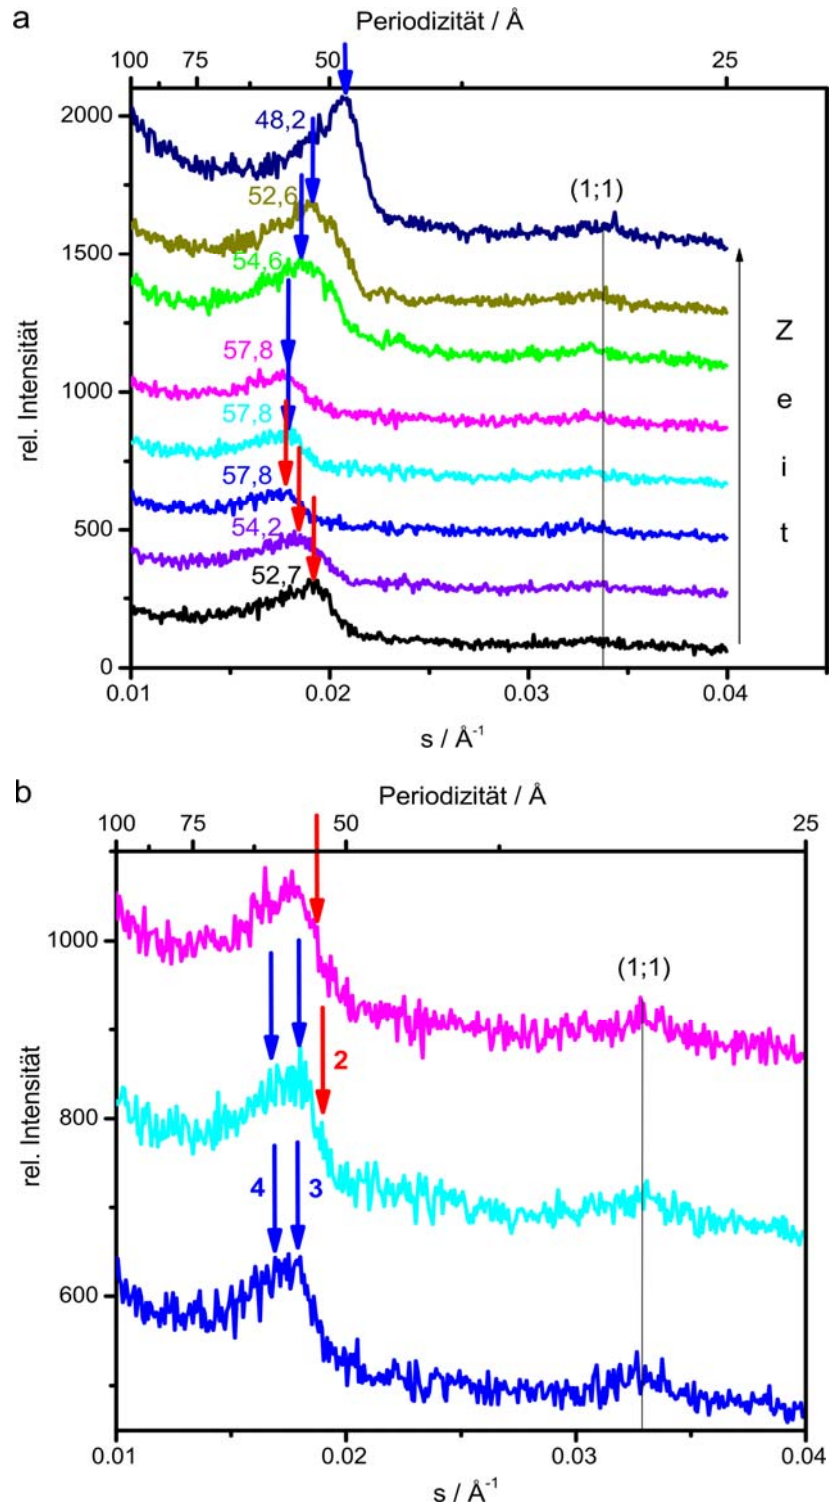 a
Periodizität / Å
100 75 50 25
2000
48,2
(1;1)
52,6
1500
54,6
Z
e
i
t
57,8
1000
57,8
57,8
500
54,2
52,7
0
rel. Intensität
0.01 0.02 0.03 0.04
s / Å-1
b
Periodizität / Å
100 75 50 25
1000
(1;1)
2
800
4 3
600
rel. Intensität
0.01 0.02 0.03 0.04
s / Å-1